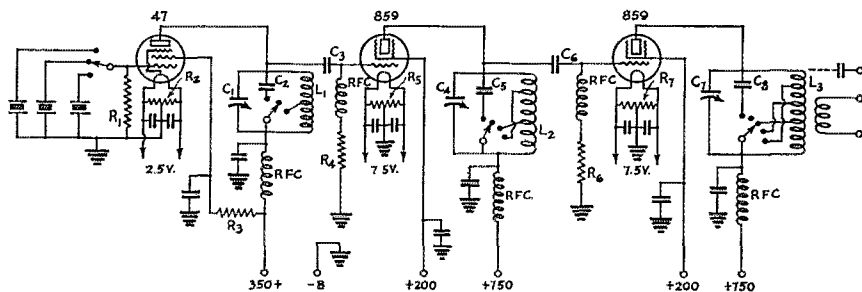 47
859
859
C1
C2
L1
C3
RFC
R1
R2
R3
2.5V.
RFC
R4
R5
7.5V.
C4
C5
L2
C6
RFC
RFC
R6
R7
7.5V.
C7
C8
L3
RFC
350+
-B
+200
+750
+200
+750